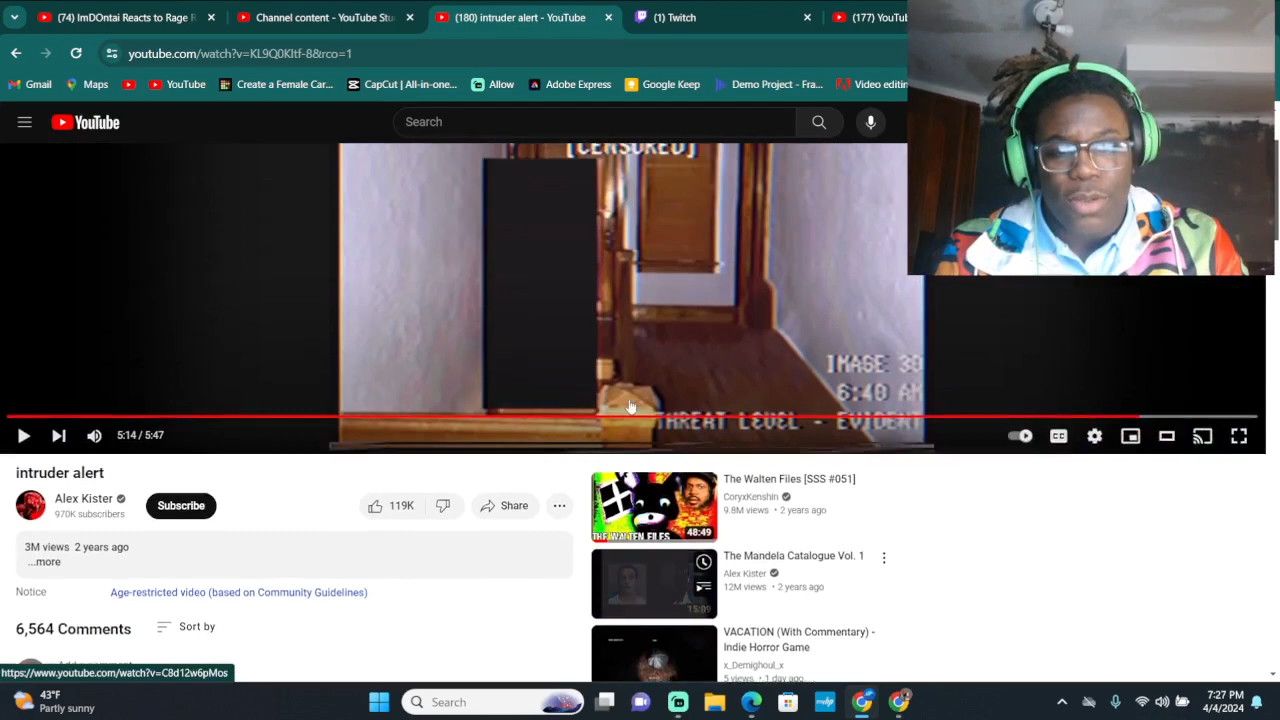 (74) ImDOntai Reacts to Rage R
Channel content - YouTube Stu
(180) intruder alert - YouTube
(1) Twitch
(177) YouTu
youtube.com/watch?v=KL9Q0KItf-8&rco=1
Gmail
Maps
YouTube
Create a Female Car...
CapCut | All-in-one...
Allow
Adobe Express
Google Keep
Demo Project - Fra...
Video editi
YouTube
Search
[CENSORED]
IMAGE 30
6:40 AM
THREAT LEVEL - EVIDENT
5:14 / 5:47
intruder alert
Alex Kister
970K subscribers
Subscribe
119K
Share
3M views 2 years ago
...more
Notice
Age-restricted video (based on Community Guidelines)
6,564 Comments
Sort by
THE WALTEN FILES
48:49
The Walten Files [SSS #051]
CoryxKenshin
9.8M views • 2 years ago
15:09
The Mandela Catalogue Vol. 1
Alex Kister
12M views • 2 years ago
VACATION (With Commentary) -
Indie Horror Game
x_Demighoul_x
5 views • 1 day ago
https://www.youtube.com/watch?v=C8d12w6pMos
43°F
Partly sunny
Search
7:27 PM
4/4/2024